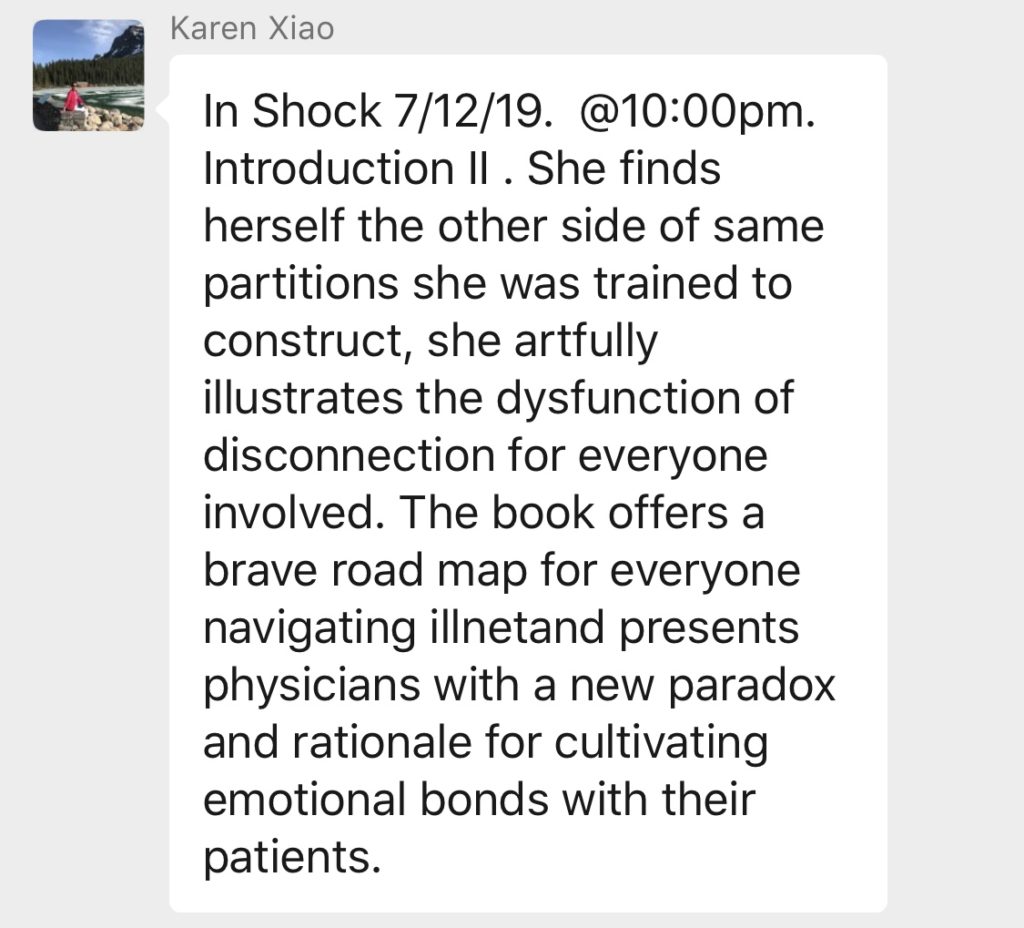 Karen Xiao
In Shock 7/12/19.  @10:00pm.
Introduction II . She finds
herself the other side of same
partitions she was trained to
construct, she artfully
illustrates the dysfunction of
disconnection for everyone
involved. The book offers a
brave road map for everyone
navigating illnetand presents
physicians with a new paradox
and rationale for cultivating
emotional bonds with their
patients.